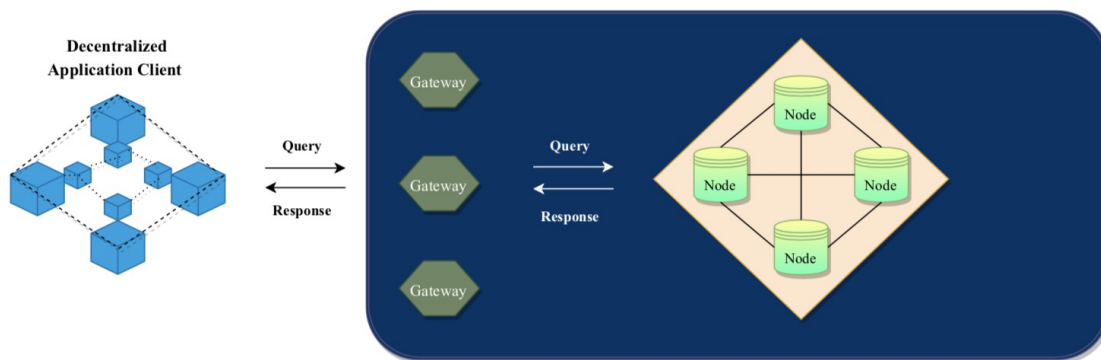 Decentralized
Application Client
Query
Response
Gateway
Gateway
Gateway
Query
Response
Node
Node
Node
Node